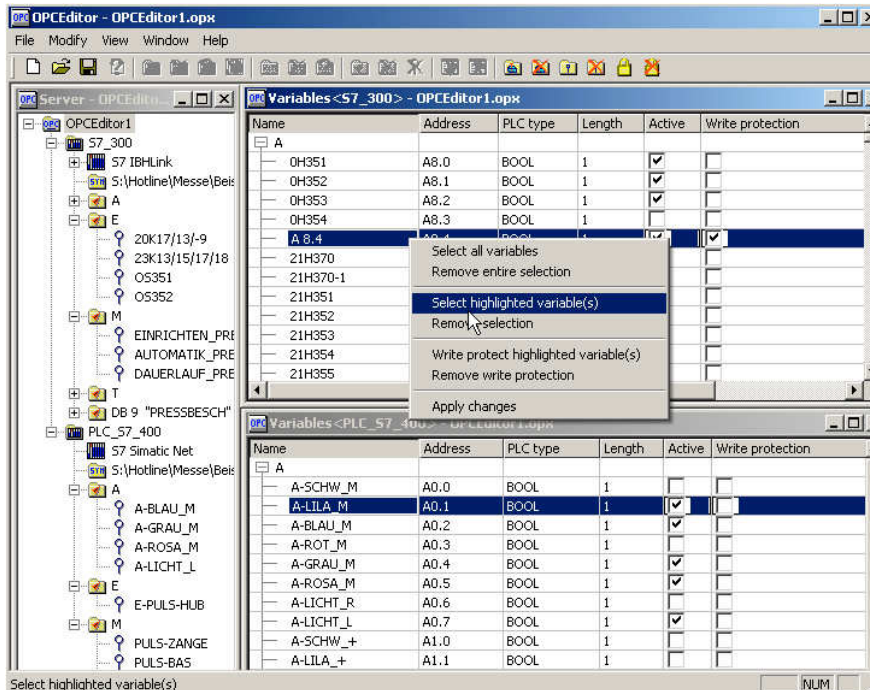 OPCEditor - OPCEditor1.opx
File Modify View Window Help
Server - OPCEdito...
OPCEditor1
S7_300
S7 IBHLink
S:\Hotline\Messe\Beis
A
E
20K17/13/-9
23K13/15/17/18
OS351
OS352
M
EINRICHTEN_PRE
AUTOMATIK_PRE
DAUERLAUF_PRE
T
DB 9 "PRESSBESCH"
PLC_S7_400
S7 Simatic Net
S:\Hotline\Messe\Beis
A
A-BLAU_M
A-GRAU_M
A-ROSA_M
A-LICHT_L
E
E-PULS-HUB
M
PULS-ZANGE
PULS-BAS
Variables<S7_300> - OPCEditor1.opx
Name Address PLC type Length Active Write protection
A
0H351 A8.0 BOOL 1
0H352 A8.1 BOOL 1
0H353 A8.2 BOOL 1
0H354 A8.3 BOOL 1
A 8.4
21H370
21H370-1
21H351
21H352
21H353
21H354
21H355
Select all variables
Remove entire selection
Select highlighted variable(s)
Remove selection
Write protect highlighted variable(s)
Remove write protection
Apply changes
Variables<PLC_S7_400> - OPCEditor1.opx
Name Address PLC type Length Active Write protection
A
A-SCHW_M A0.0 BOOL 1
A-LILA_M A0.1 BOOL 1
A-BLAU_M A0.2 BOOL 1
A-ROT_M A0.3 BOOL 1
A-GRAU_M A0.4 BOOL 1
A-ROSA_M A0.5 BOOL 1
A-LICHT_R A0.6 BOOL 1
A-LICHT_L A0.7 BOOL 1
A-SCHW_+ A1.0 BOOL 1
A-LILA_+ A1.1 BOOL 1
Select highlighted variable(s)
NUM